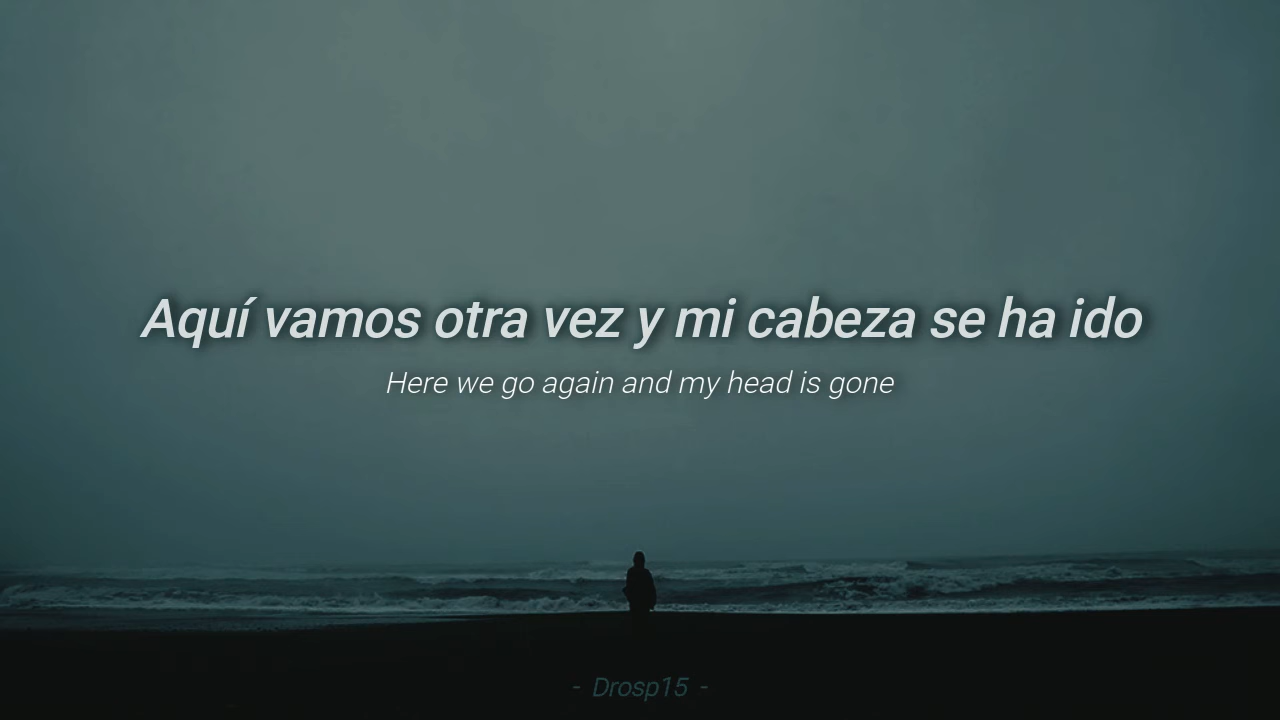 Aquí vamos otra vez y mi cabeza se ha ido
Here we go again and my head is gone
- Drosp15 -